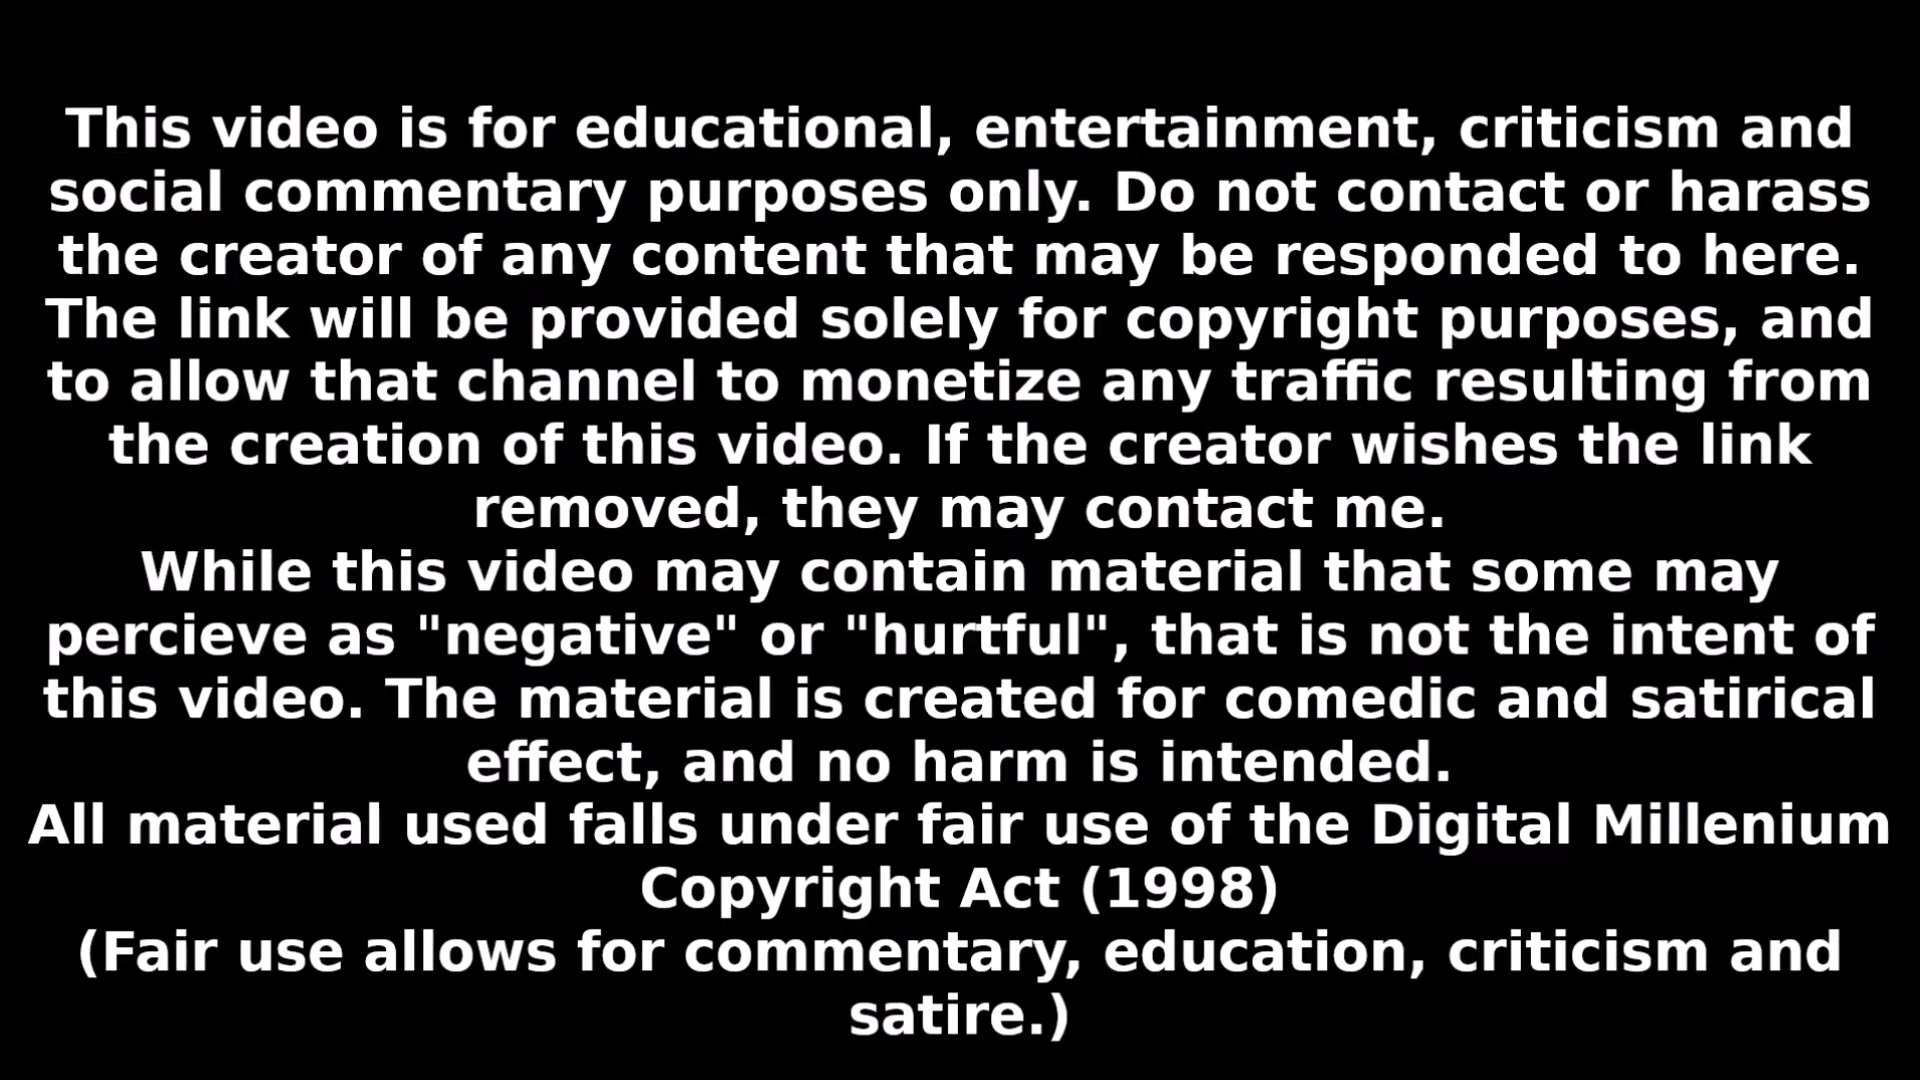 This video is for educational, entertainment, criticism and
social commentary purposes only. Do not contact or harass
the creator of any content that may be responded to here.
The link will be provided solely for copyright purposes, and
to allow that channel to monetize any traffic resulting from
the creation of this video. If the creator wishes the link
removed, they may contact me.
While this video may contain material that some may
percieve as "negative" or "hurtful", that is not the intent of
this video. The material is created for comedic and satirical
effect, and no harm is intended.
All material used falls under fair use of the Digital Millenium
Copyright Act (1998)
(Fair use allows for commentary, education, criticism and
satire.)